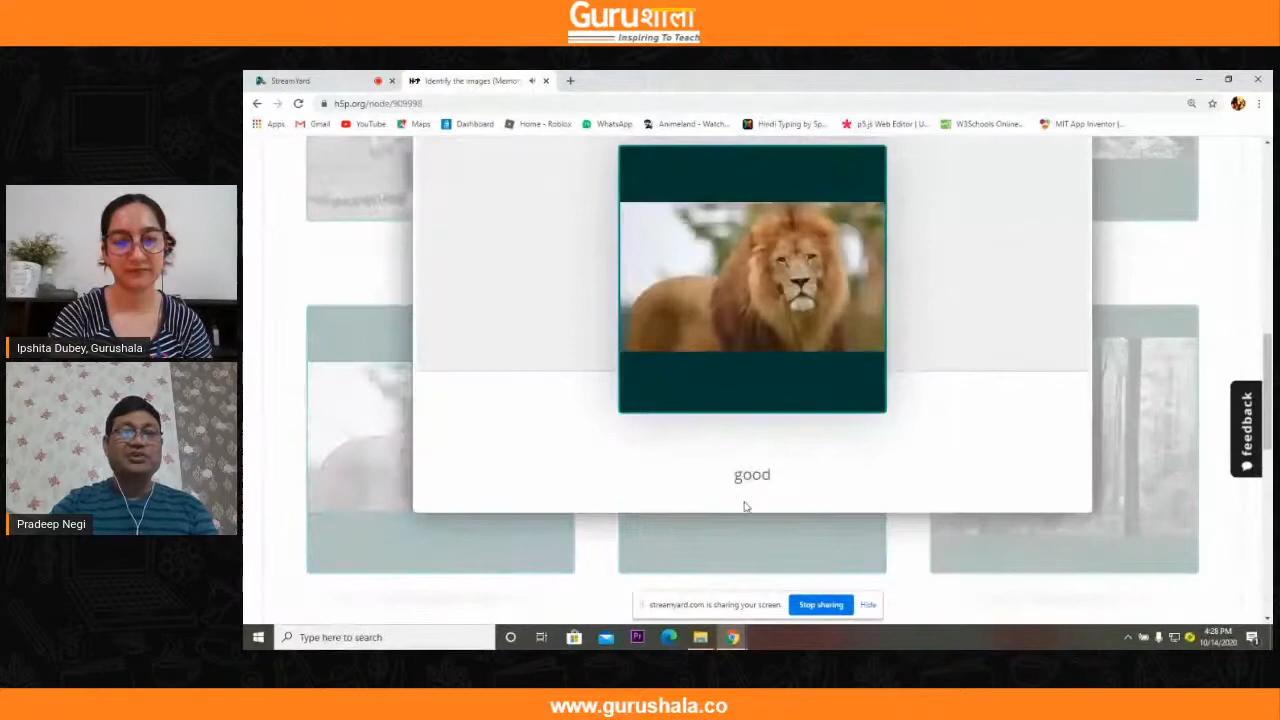 Guruशाला
Inspiring To Teach
StreamYard
Identify the images (Memor
h5p.org/node/909998
Apps
Gmail
YouTube
Maps
Dashboard
Home - Roblox
WhatsApp
Animeland - Watch...
Hindi Typing by Sp...
p5.js Web Editor | U...
W3Schools Online...
MIT App Inventor |...
Ipshita Dubey, Gurushala
feedback
good
Pradeep Negi
streamyard.com is sharing your screen.
Stop sharing
Hide
Type here to search
Pr
4:28 PM
10/14/2020
www.gurushala.co